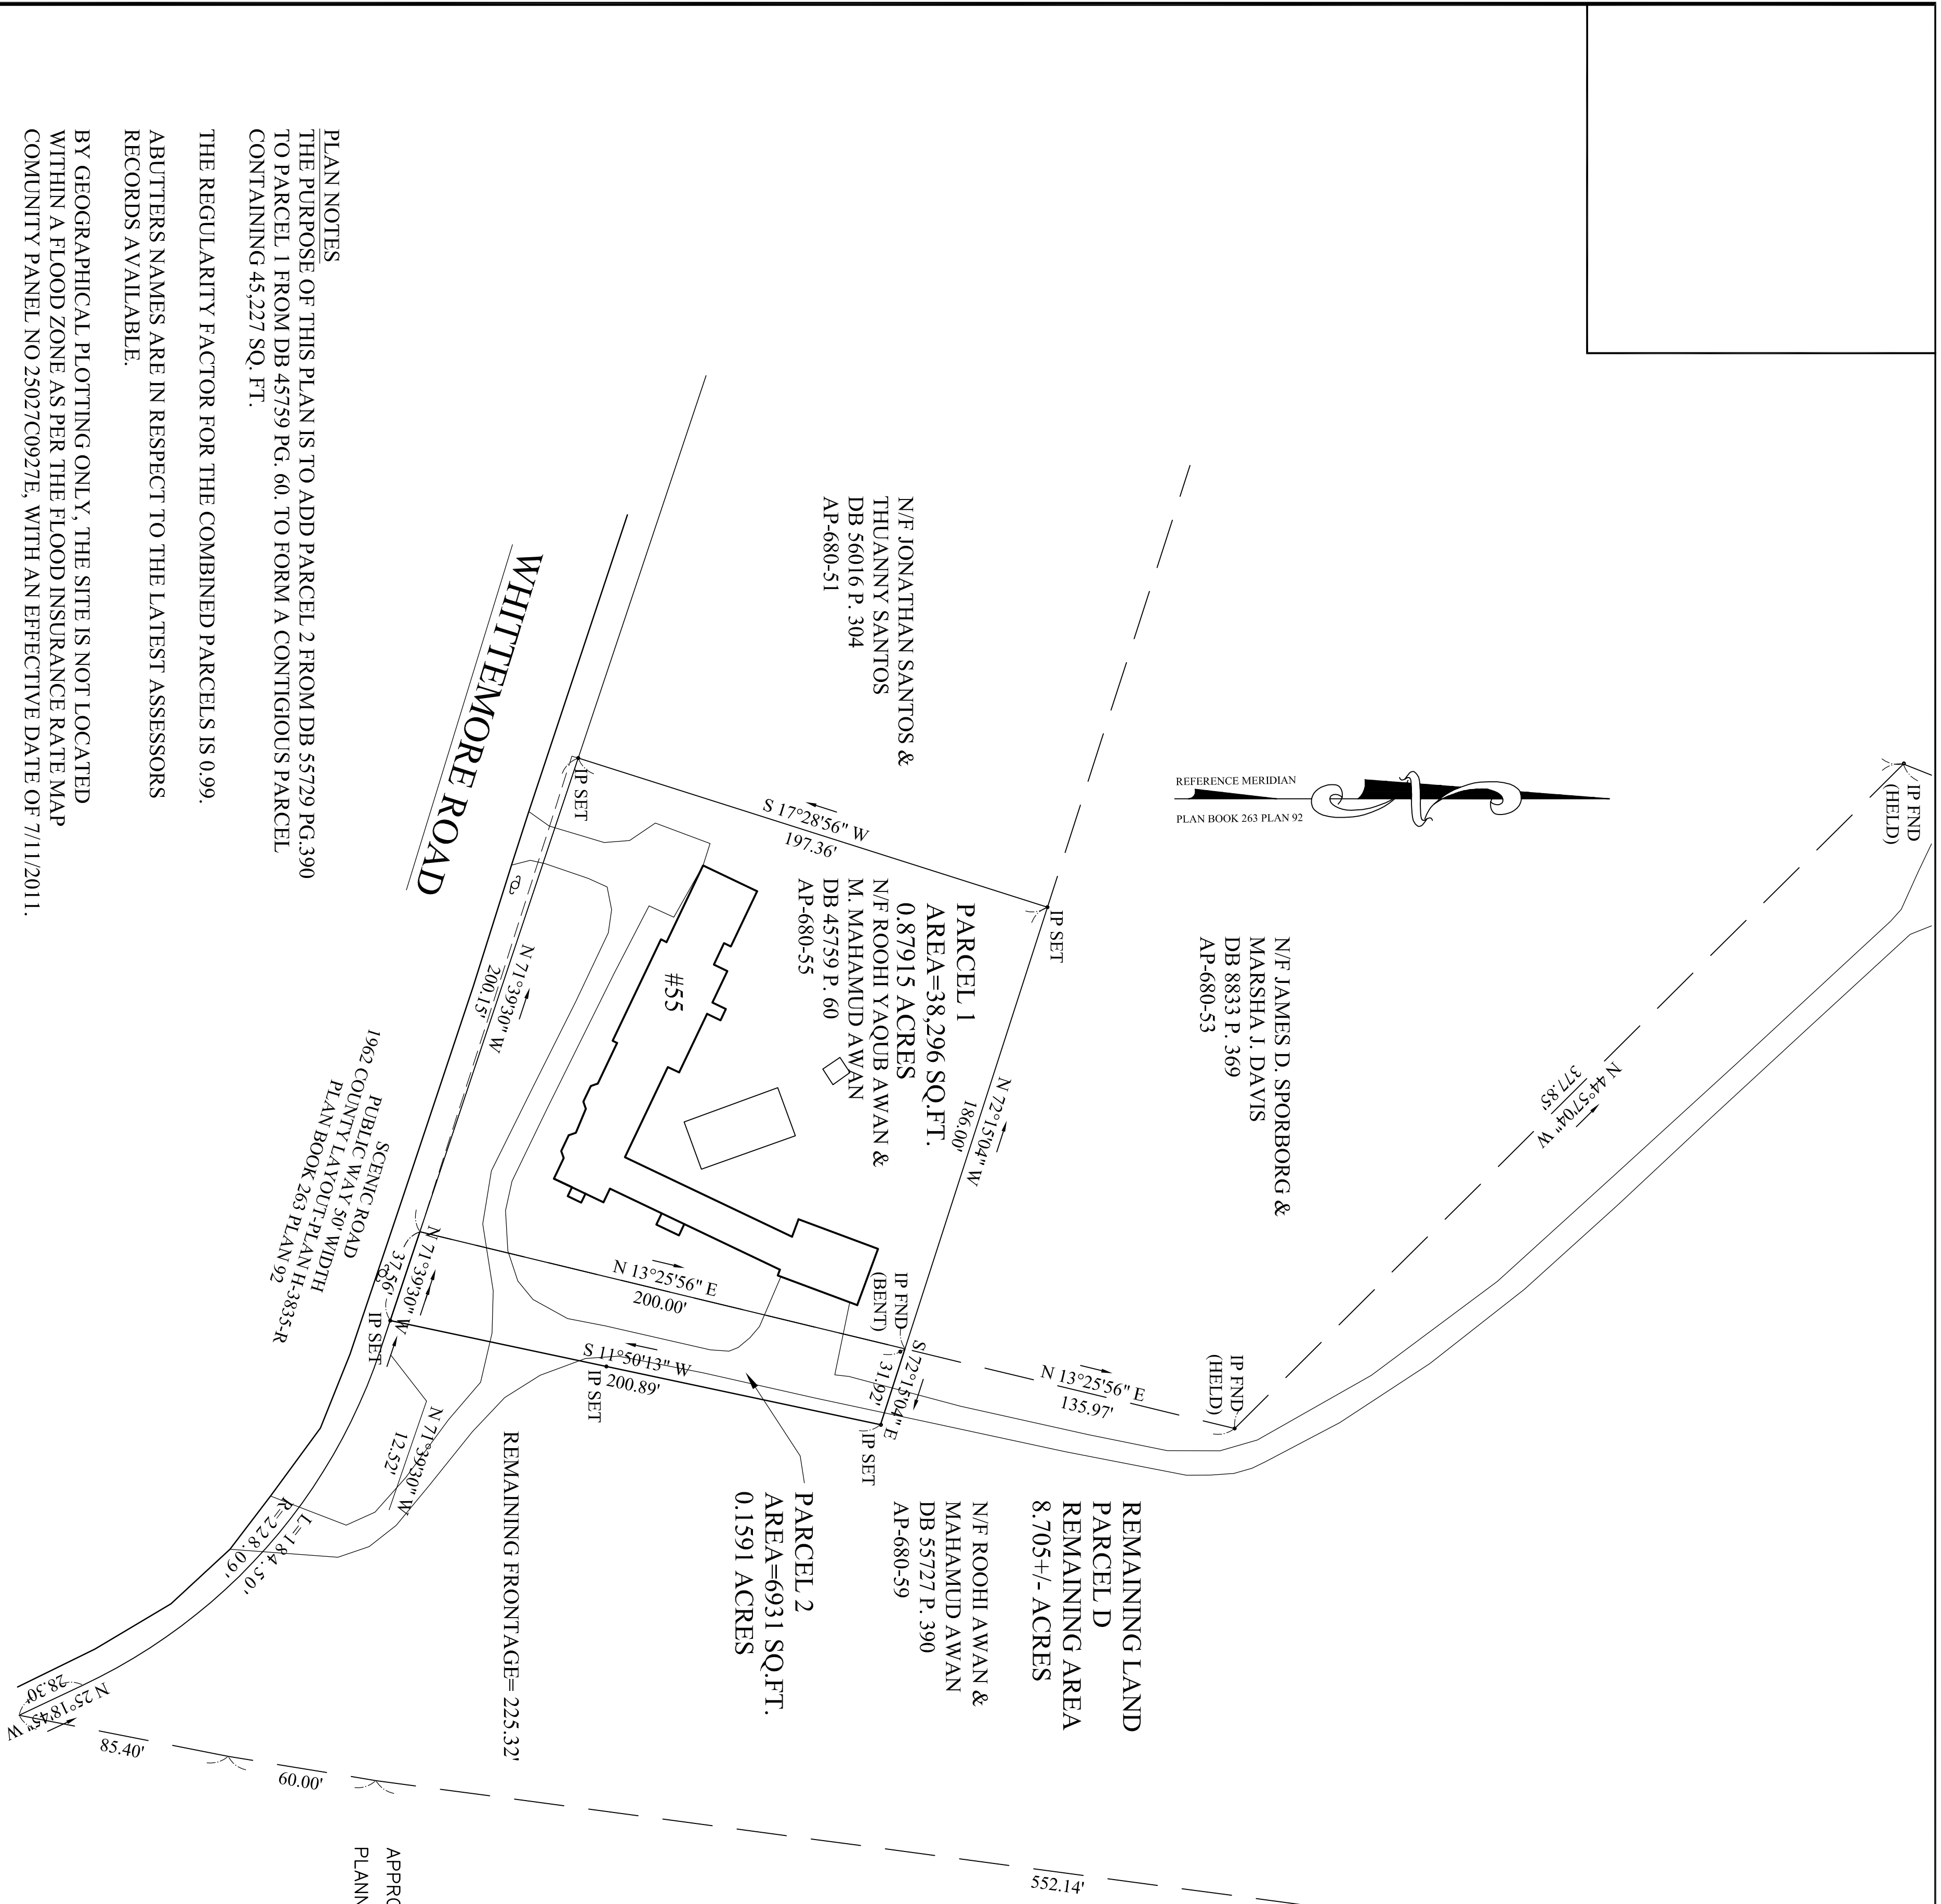 PLAN NOTES
THE PURPOSE OF THIS PLAN IS TO ADD PARCEL 2 FROM DB 55729 PG.390
TO PARCEL 1 FROM DB 45759 PG. 60. TO FORM A CONTIGIOUS PARCEL
CONTAINING 45,227 SQ. FT.
THE REGULARITY FACTOR FOR THE COMBINED PARCELS IS 0.99.
ABUTTERS NAMES ARE IN RESPECT TO THE LATEST ASSESSORS
RECORDS AVAILABLE.
BY GEOGRAPHICAL PLOTTING ONLY, THE SITE IS NOT LOCATED
WITHIN A FLOOD ZONE AS PER THE FLOOD INSURANCE RATE MAP
COMUNITY PANEL NO 25027C0927E, WITH AN EFFECTIVE DATE OF 7/11/2011.
IP FND
(HELD)
N 44°57'04" W
377.85'
REFERENCE MERIDIAN
PLAN BOOK 263 PLAN 92
N/F JAMES D. SPORBORG &
MARSHA J. DAVIS
DB 8833 P. 369
AP-680-53
N/F JONATHAN SANTOS &
THUANNY SANTOS
DB 56016 P. 304
AP-680-51
IP SET
S 17°28'56" W
197.36'
IP SET
PARCEL 1
AREA=38,296 SQ.FT.
0.87915 ACRES
N/F ROOHI YAQUB AWAN &
M. MAHAMUD AWAN
DB 45759 P. 60
AP-680-55
N 72°15'04" W
186.00'
#55
WHITTEMORE ROAD
N 71°39'30" W
200.15'
SCENIC ROAD
PUBLIC WAY 50' WIDTH
1962 COUNTY LAYOUT-PLAN H-3835-R
PLAN BOOK 263 PLAN 92
N 13°25'56" E
200.00'
IP FND
(BENT)
N 13°25'56" E
135.97'
IP FND
(HELD)
S 72°15'04" E
31.92'
IP SET
S 11°50'13" W
200.89'
IP SET
N 71°39'30" W
37.56'
IP SET
N 71°39'30" W
12.52'
REMAINING LAND
PARCEL D
REMAINING AREA
8.705+/- ACRES
N/F ROOHI AWAN &
MAHAMUD AWAN
DB 55727 P. 390
AP-680-59
PARCEL 2
AREA=6931 SQ.FT.
0.1591 ACRES
REMAINING FRONTAGE= 225.32'
L=184.50'
R=228.09'
N 25°18'45" W
28.30'
85.40'
60.00'
552.14'